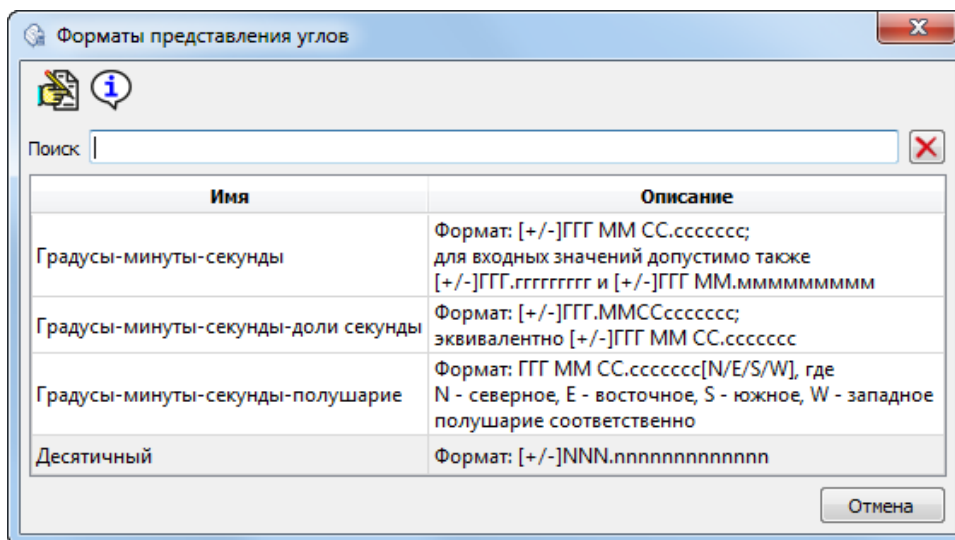 Форматы представления углов
Поиск
Имя Описание
Градусы-минуты-секунды
Формат: [+/-]ГГГ ММ СС.ссссссс;
для входных значений допустимо также
[+/-]ГГГ.ггггггггг и [+/-]ГГГ ММ.ммммммммм
Градусы-минуты-секунды-доли секунды
Формат: [+/-]ГГГ.ММССссссссс;
эквивалентно [+/-]ГГГ ММ СС.ссссссс
Градусы-минуты-секунды-полушарие
Формат: ГГГ ММ СС.ссссссс[N/E/S/W], где
N - северное, E - восточное, S - южное, W - западное
полушарие соответственно
Десятичный
Формат: [+/-]NNN.nnnnnnnnnnnnn
Отмена